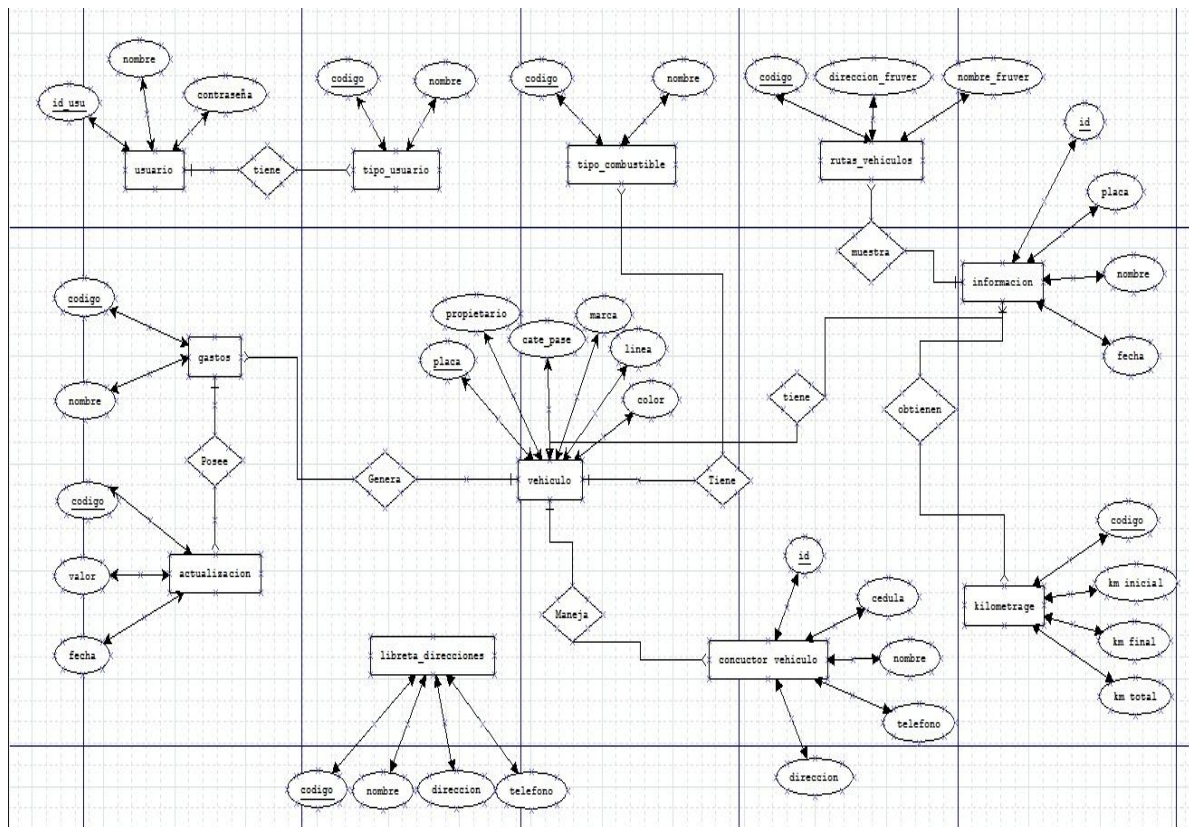 nombre
id_usu
contraseña
usuario
tiene
codigo
nombre
tipo_usuario
codigo
nombre
tipo_combustible
codigo
direccion_fruver
nombre_fruver
rutas_vehiculos
id
placa
muestra
informacion
nombre
fecha
codigo
gastos
nombre
propietario
cate_pase
marca
placa
linea
color
tiene
obtienen
Posee
Genera
vehiculo
Tiene
codigo
valor
actualizacion
fecha
id
cedula
Maneja
concuctor vehiculo
nombre
telefono
direccion
codigo
km inicial
kilometrage
km final
km total
libreta_direcciones
codigo
nombre
direccion
telefono